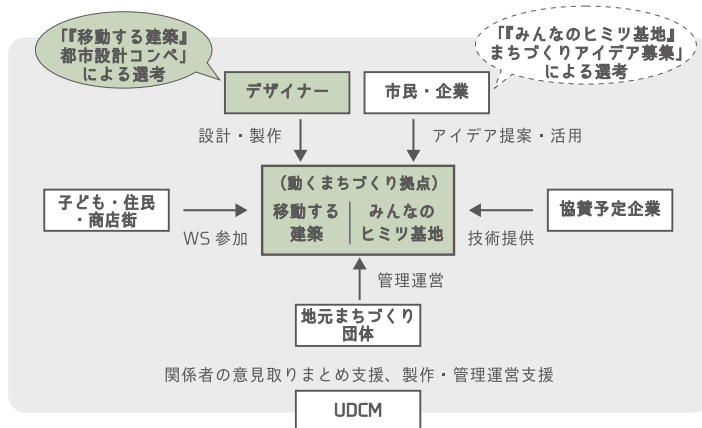 「『移動する建築』
都市設計コンペ」
による選考
「『みんなのヒミツ基地』
まちづくりアイデア募集」
による選考
デザイナー
市民・企業
設計・製作
アイデア提案・活用
（動くまちづくり拠点）
移動する
建築
みんなの
ヒミツ基地
子ども・住民
・商店街
WS 参加
協賛予定企業
技術提供
管理運営
地元まちづくり
団体
関係者の意見取りまとめ支援、製作・管理運営支援
UDCM